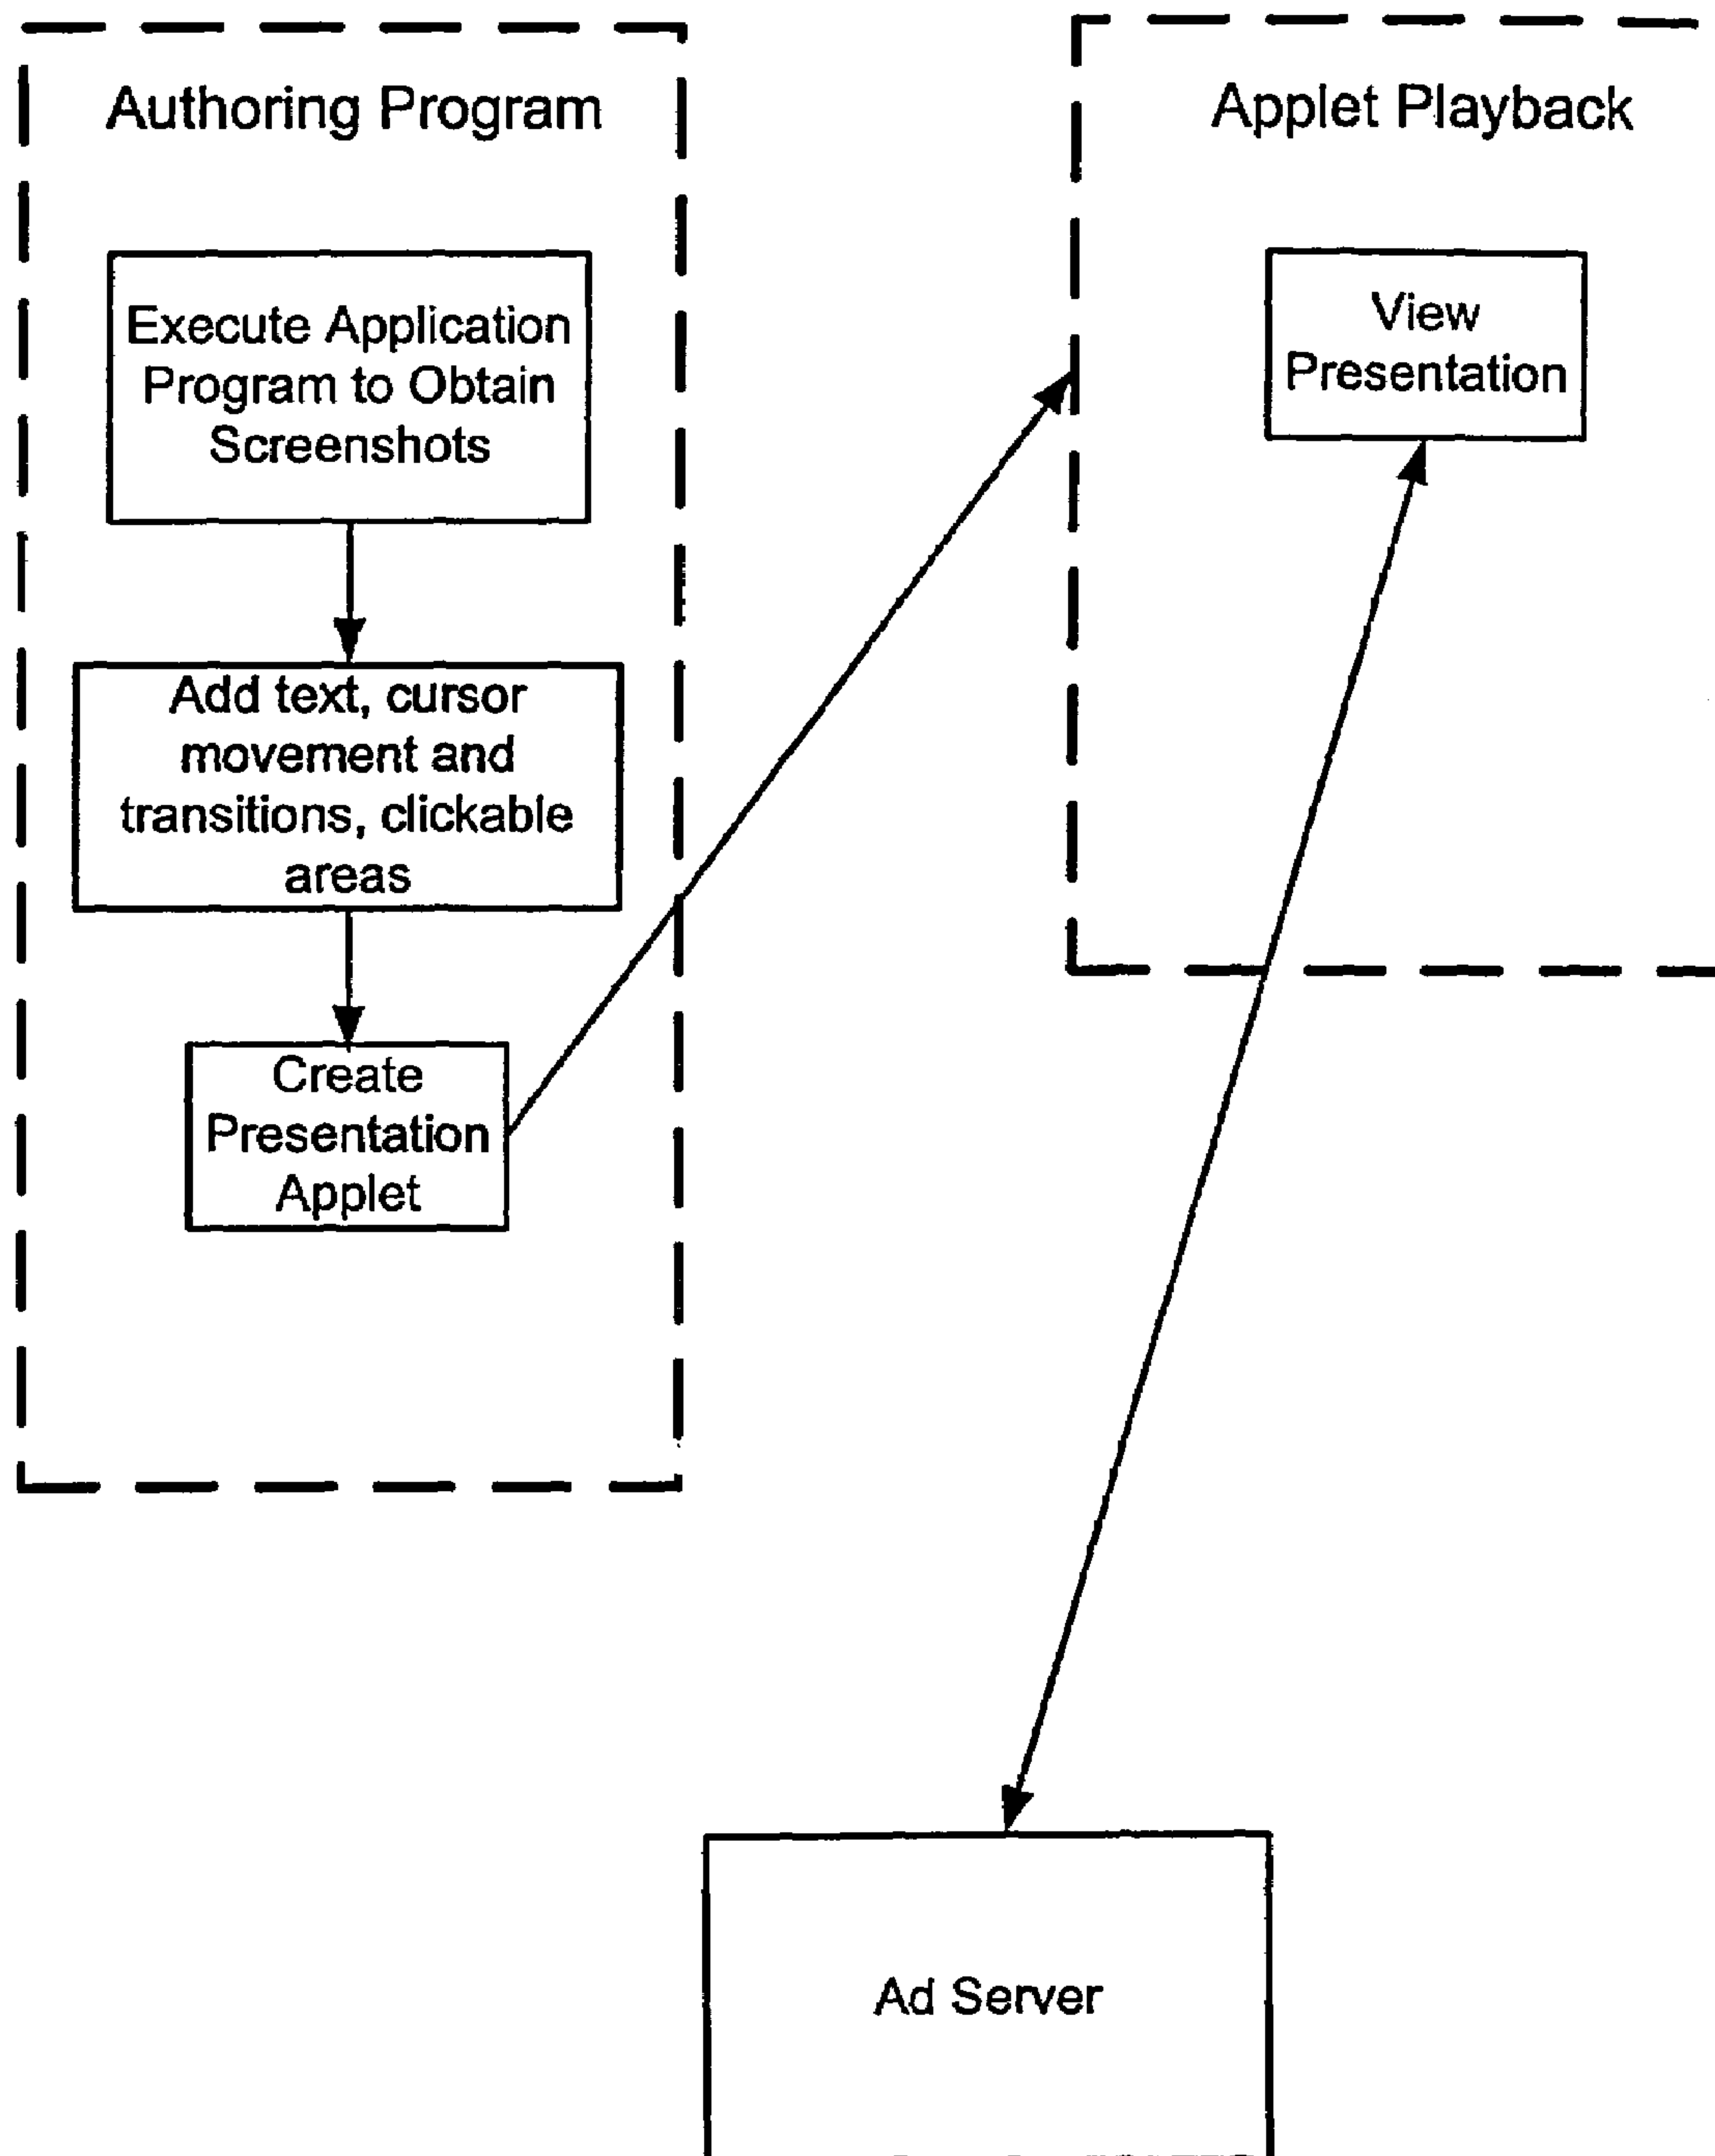 Authoring Program
Execute Application
Program to Obtain
Screenshots
Add text, cursor
movement and
transitions, clickable
areas
Create
Presentation
Applet
Applet Playback
View
Presentation
Ad Server